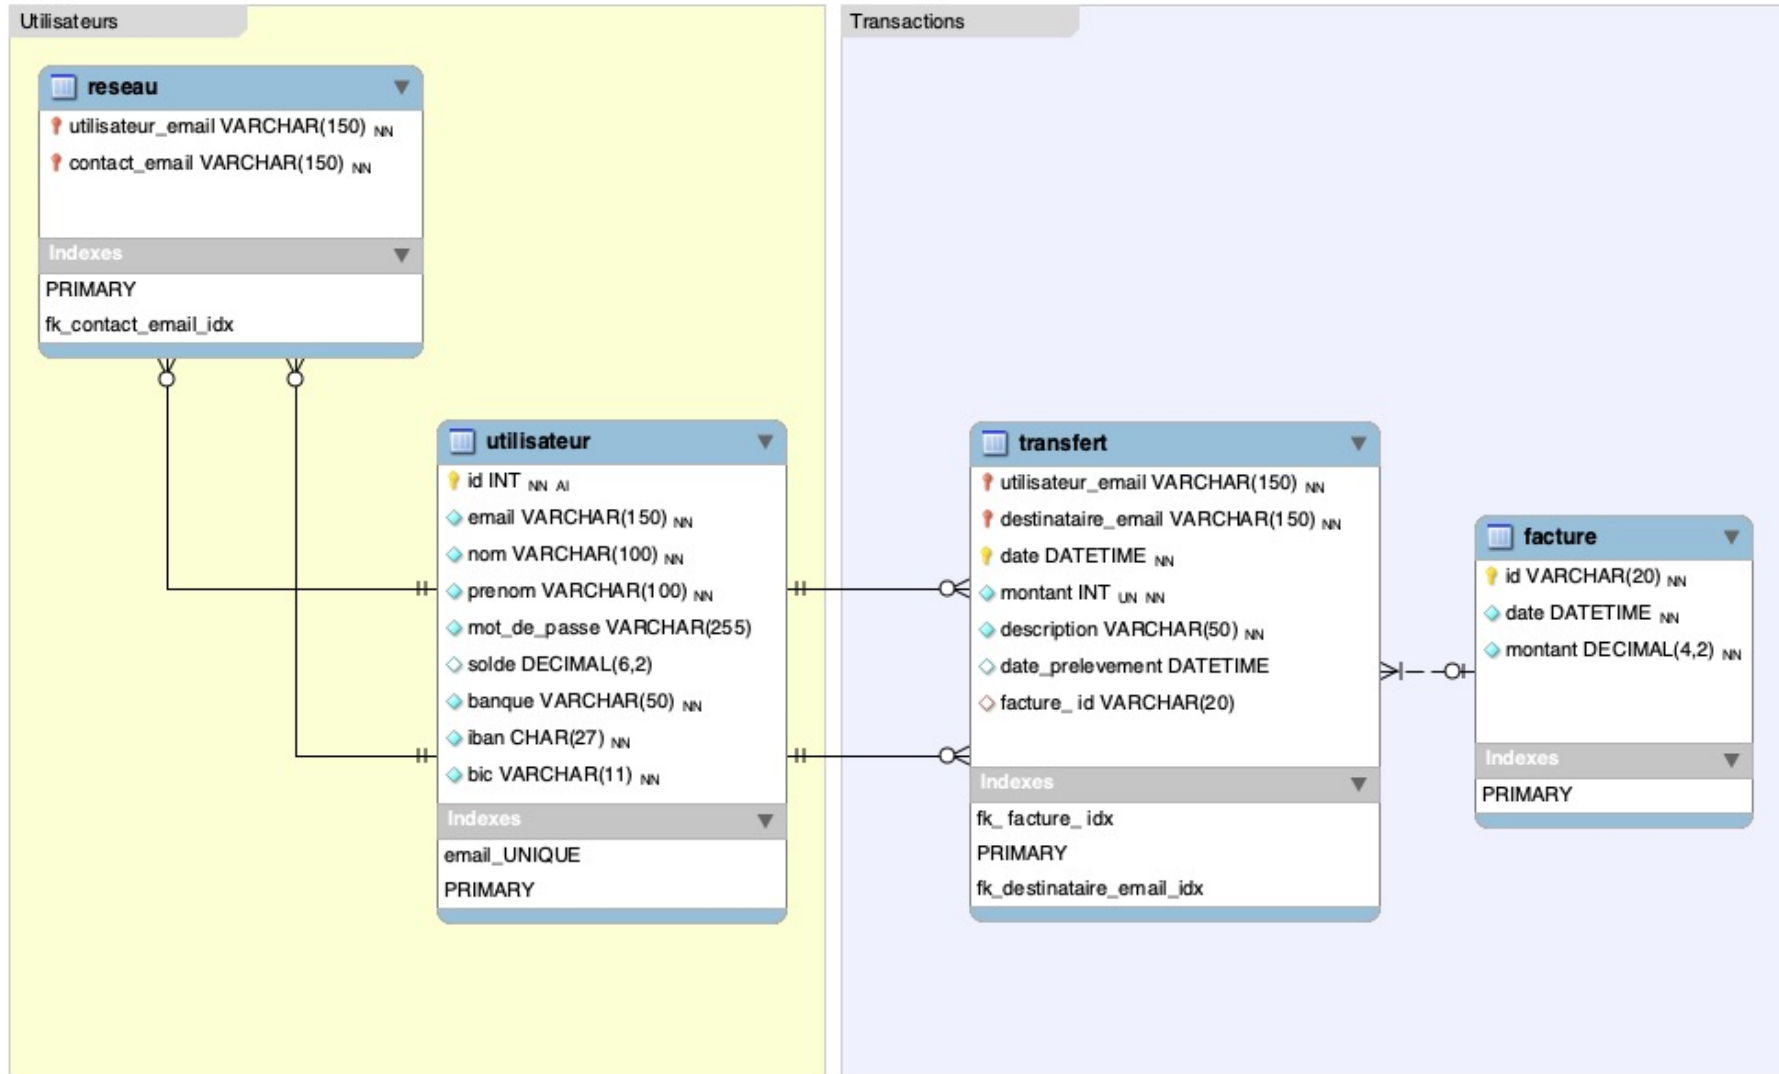 Utilisateurs
reseau
utilisateur_email VARCHAR(150) NN
contact_email VARCHAR(150) NN
Indexes
PRIMARY
fk_contact_email_idx
utilisateur
id INT NN AI
email VARCHAR(150) NN
nom VARCHAR(100) NN
prenom VARCHAR(100) NN
mot_de_passe VARCHAR(255)
solde DECIMAL(6,2)
banque VARCHAR(50) NN
iban CHAR(27) NN
bic VARCHAR(11) NN
Indexes
email_UNIQUE
PRIMARY
Transactions
transfert
utilisateur_email VARCHAR(150) NN
destinataire_email VARCHAR(150) NN
date DATETIME NN
montant INT UN NN
description VARCHAR(50) NN
date_prelevement DATETIME
facture_ id VARCHAR(20)
Indexes
fk_ facture_ idx
PRIMARY
fk_destinataire_email_idx
facture
id VARCHAR(20) NN
date DATETIME NN
montant DECIMAL(4,2) NN
Indexes
PRIMARY